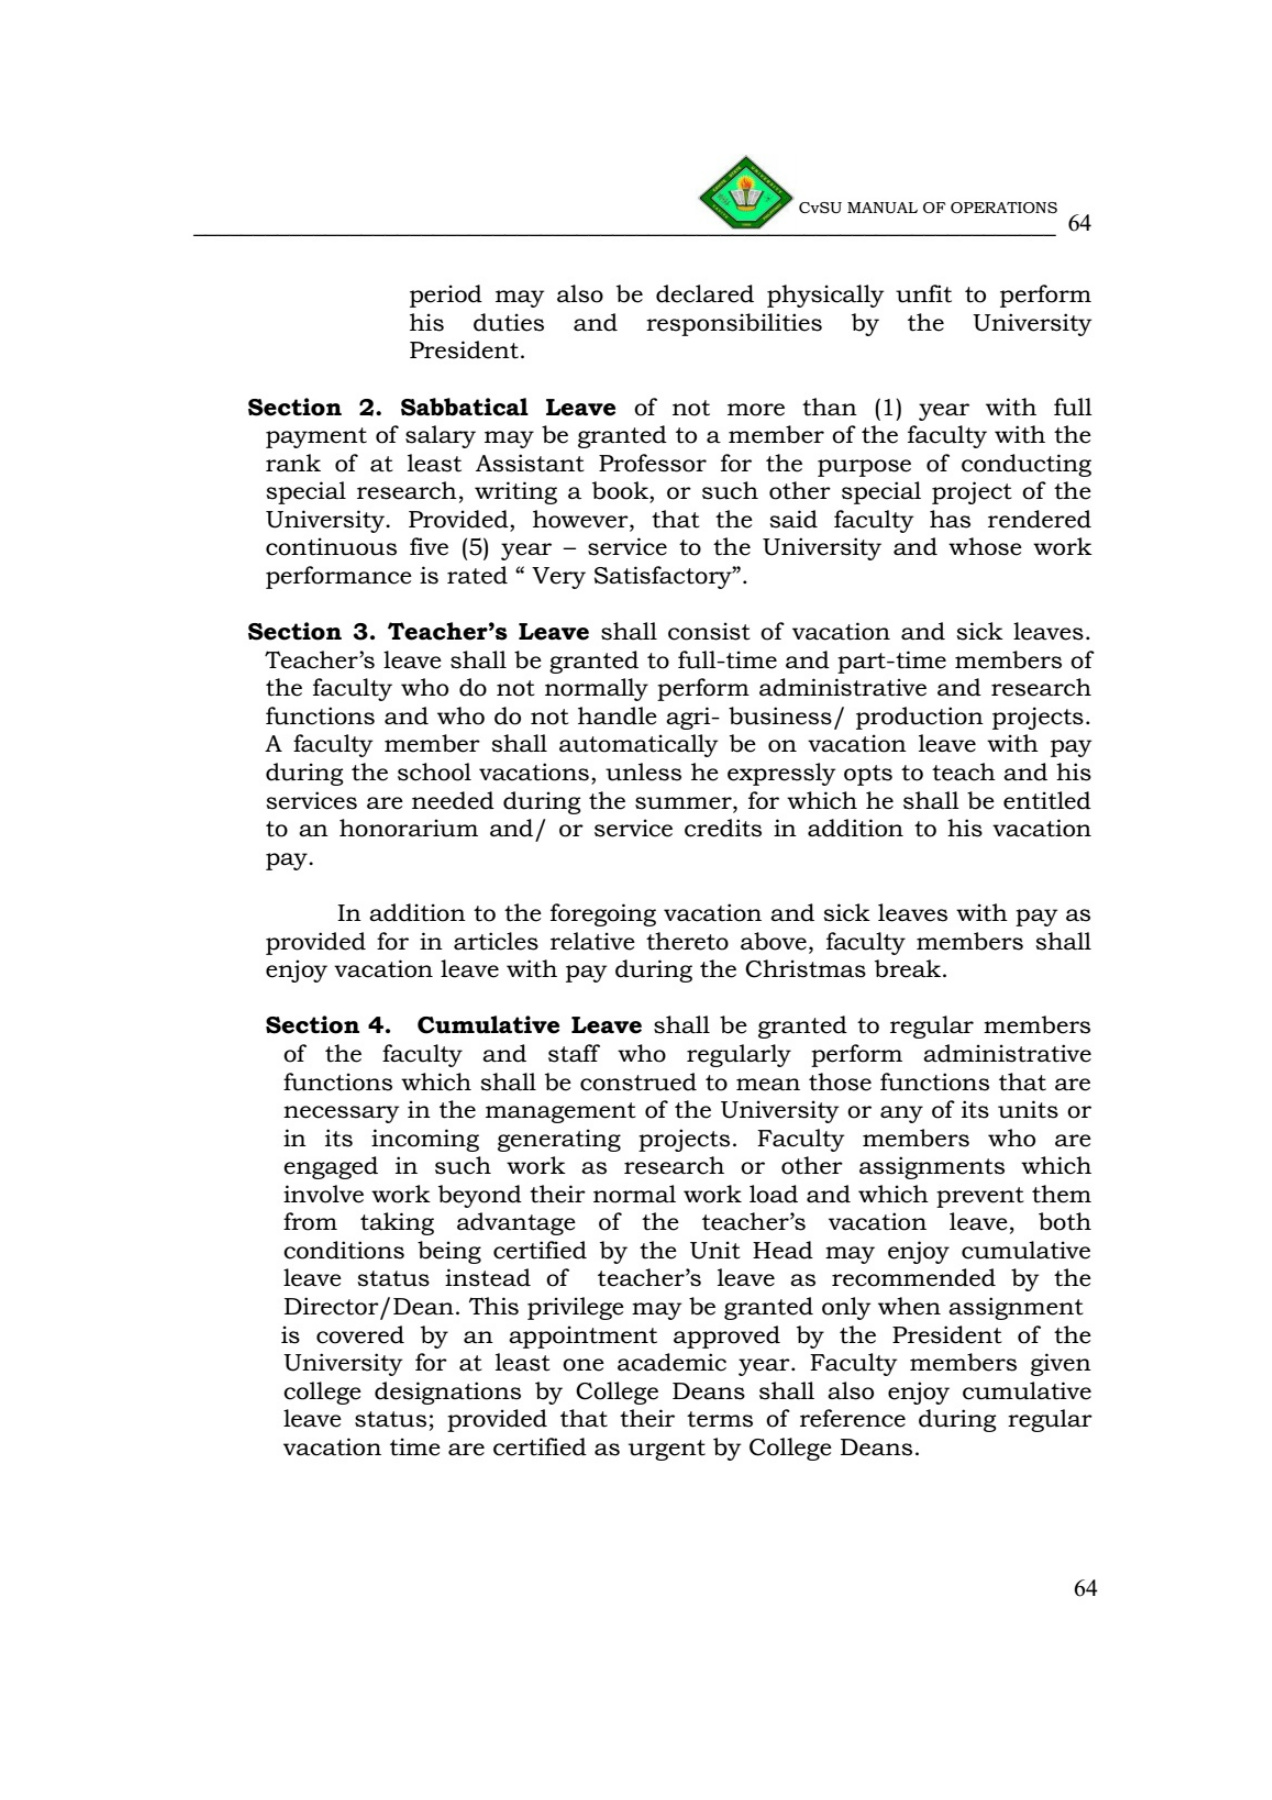 CvSU MANUAL OF OPERATIONS
64
period may also be declared physically unfit to perform
his duties and responsibilities by the University
President.
Section 2. Sabbatical Leave of not more than (1) year with full
payment of salary may be granted to a member of the faculty with the
rank of at least Assistant Professor for the purpose of conducting
special research, writing a book, or such other special project of the
University. Provided, however, that the said faculty has rendered
continuous five (5) year – service to the University and whose work
performance is rated “ Very Satisfactory”.
Section 3. Teacher’s Leave shall consist of vacation and sick leaves.
Teacher’s leave shall be granted to full-time and part-time members of
the faculty who do not normally perform administrative and research
functions and who do not handle agri- business/ production projects.
A faculty member shall automatically be on vacation leave with pay
during the school vacations, unless he expressly opts to teach and his
services are needed during the summer, for which he shall be entitled
to an honorarium and/ or service credits in addition to his vacation
pay.
In addition to the foregoing vacation and sick leaves with pay as
provided for in articles relative thereto above, faculty members shall
enjoy vacation leave with pay during the Christmas break.
Section 4. Cumulative Leave shall be granted to regular members
of the faculty and staff who regularly perform administrative
functions which shall be construed to mean those functions that are
necessary in the management of the University or any of its units or
in its incoming generating projects. Faculty members who are
engaged in such work as research or other assignments which
involve work beyond their normal work load and which prevent them
from taking advantage of the teacher’s vacation leave, both
conditions being certified by the Unit Head may enjoy cumulative
leave status instead of teacher’s leave as recommended by the
Director/Dean. This privilege may be granted only when assignment
is covered by an appointment approved by the President of the
University for at least one academic year. Faculty members given
college designations by College Deans shall also enjoy cumulative
leave status; provided that their terms of reference during regular
vacation time are certified as urgent by College Deans.
64